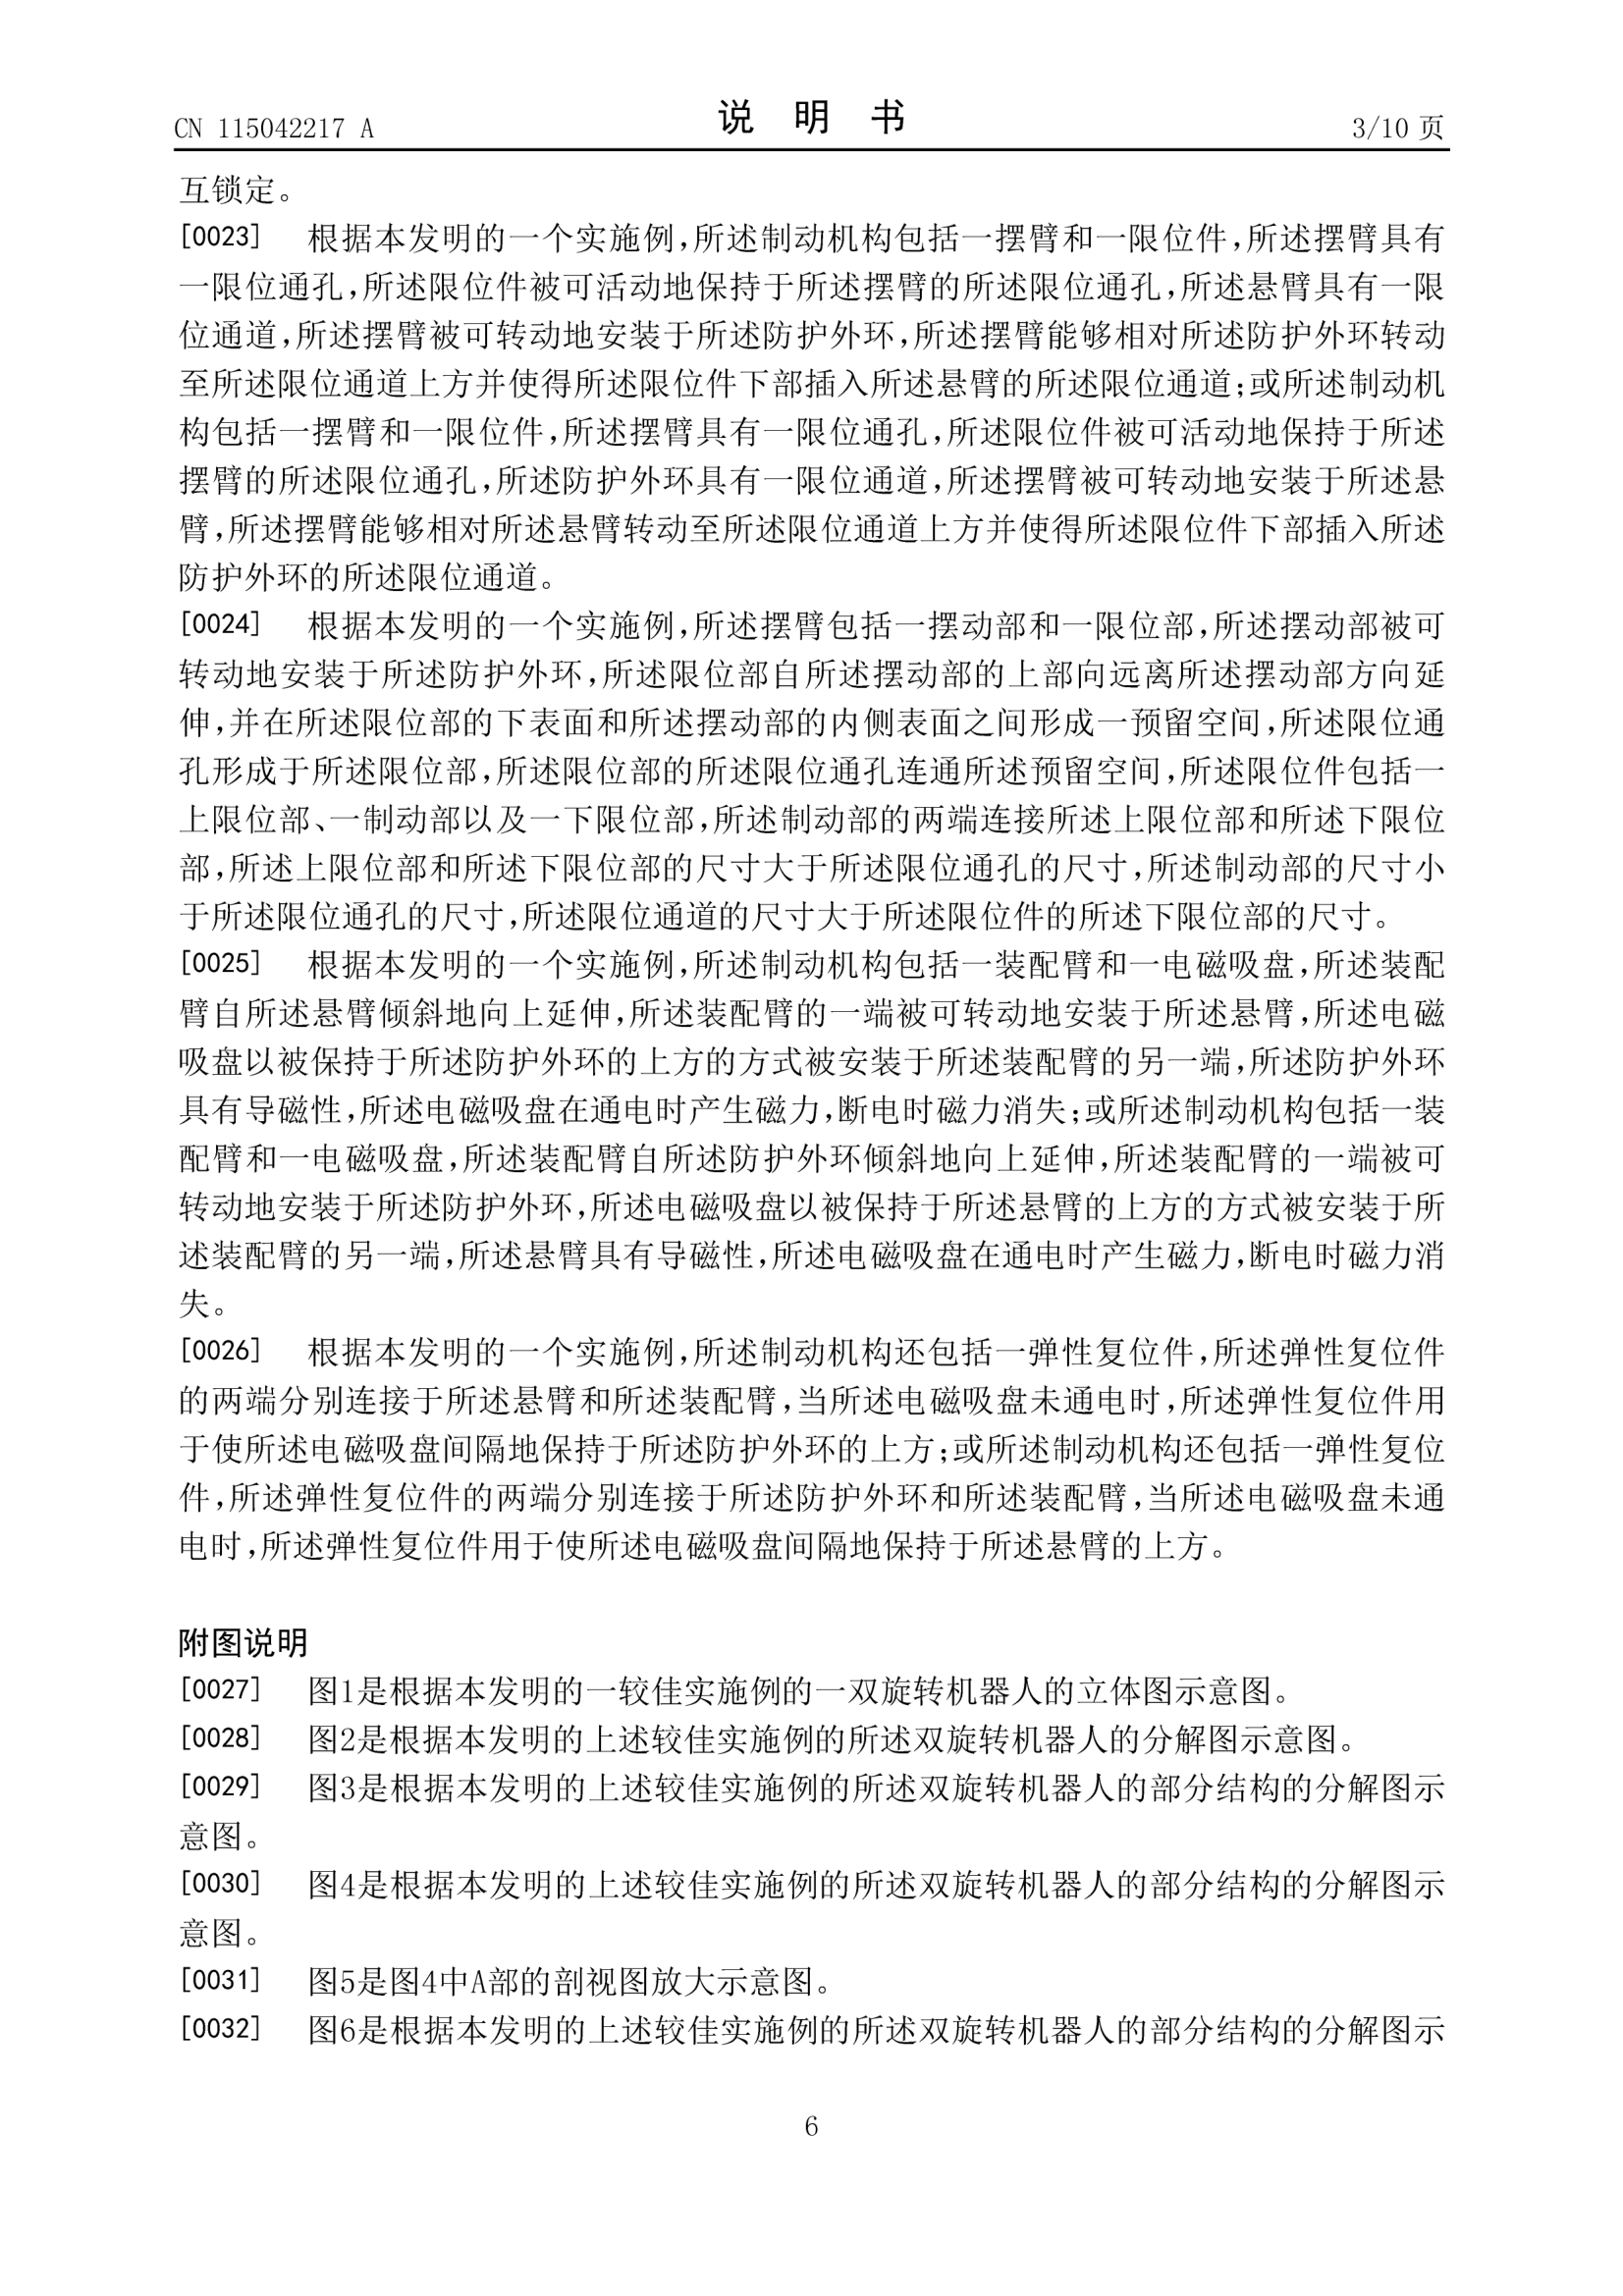 CN 115042217 A
说 明 书
3/10 页
互锁定。
[0023] 根据本发明的一个实施例,所述制动机构包括一摆臂和一限位件,所述摆臂具有
一限位通孔,所述限位件被可活动地保持于所述摆臂的所述限位通孔,所述悬臂具有一限
位通道,所述摆臂被可转动地安装于所述防护外环,所述摆臂能够相对所述防护外环转动
至所述限位通道上方并使得所述限位件下部插入所述悬臂的所述限位通道;或所述制动机
构包括一摆臂和一限位件,所述摆臂具有一限位通孔,所述限位件被可活动地保持于所述
摆臂的所述限位通孔,所述防护外环具有一限位通道,所述摆臂被可转动地安装于所述悬
臂,所述摆臂能够相对所述悬臂转动至所述限位通道上方并使得所述限位件下部插入所述
防护外环的所述限位通道。
[0024] 根据本发明的一个实施例,所述摆臂包括一摆动部和一限位部,所述摆动部被可
转动地安装于所述防护外环,所述限位部自所述摆动部的上部向远离所述摆动部方向延
伸,并在所述限位部的下表面和所述摆动部的内侧表面之间形成一预留空间,所述限位通
孔形成于所述限位部,所述限位部的所述限位通孔连通所述预留空间,所述限位件包括一
上限位部、一制动部以及一下限位部,所述制动部的两端连接所述上限位部和所述下限位
部,所述上限位部和所述下限位部的尺寸大于所述限位通孔的尺寸,所述制动部的尺寸小
于所述限位通孔的尺寸,所述限位通道的尺寸大于所述限位件的所述下限位部的尺寸。
[0025] 根据本发明的一个实施例,所述制动机构包括一装配臂和一电磁吸盘,所述装配
臂自所述悬臂倾斜地向上延伸,所述装配臂的一端被可转动地安装于所述悬臂,所述电磁
吸盘以被保持于所述防护外环的上方的方式被安装于所述装配臂的另一端,所述防护外环
具有导磁性,所述电磁吸盘在通电时产生磁力,断电时磁力消失;或所述制动机构包括一装
配臂和一电磁吸盘,所述装配臂自所述防护外环倾斜地向上延伸,所述装配臂的一端被可
转动地安装于所述防护外环,所述电磁吸盘以被保持于所述悬臂的上方的方式被安装于所
述装配臂的另一端,所述悬臂具有导磁性,所述电磁吸盘在通电时产生磁力,断电时磁力消
失。
[0026] 根据本发明的一个实施例,所述制动机构还包括一弹性复位件,所述弹性复位件
的两端分别连接于所述悬臂和所述装配臂,当所述电磁吸盘未通电时,所述弹性复位件用
于使所述电磁吸盘间隔地保持于所述防护外环的上方;或所述制动机构还包括一弹性复位
件,所述弹性复位件的两端分别连接于所述防护外环和所述装配臂,当所述电磁吸盘未通
电时,所述弹性复位件用于使所述电磁吸盘间隔地保持于所述悬臂的上方。
附图说明
[0027] 图1是根据本发明的一较佳实施例的一双旋转机器人的立体图示意图。
[0028] 图2是根据本发明的上述较佳实施例的所述双旋转机器人的分解图示意图。
[0029] 图3是根据本发明的上述较佳实施例的所述双旋转机器人的部分结构的分解图示
意图。
[0030] 图4是根据本发明的上述较佳实施例的所述双旋转机器人的部分结构的分解图示
意图。
[0031] 图5是图4中A部的剖视图放大示意图。
[0032] 图6是根据本发明的上述较佳实施例的所述双旋转机器人的部分结构的分解图示
6